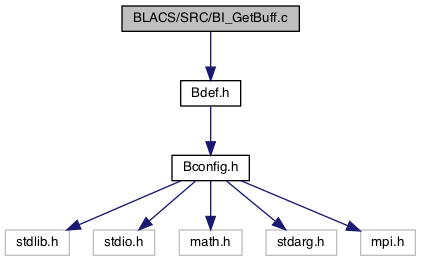 BLACS/SRC/BI_GetBuff.c
Bdef.h
Bconfig.h
stdlib.h
stdio.h
math.h
stdarg.h
mpi.h